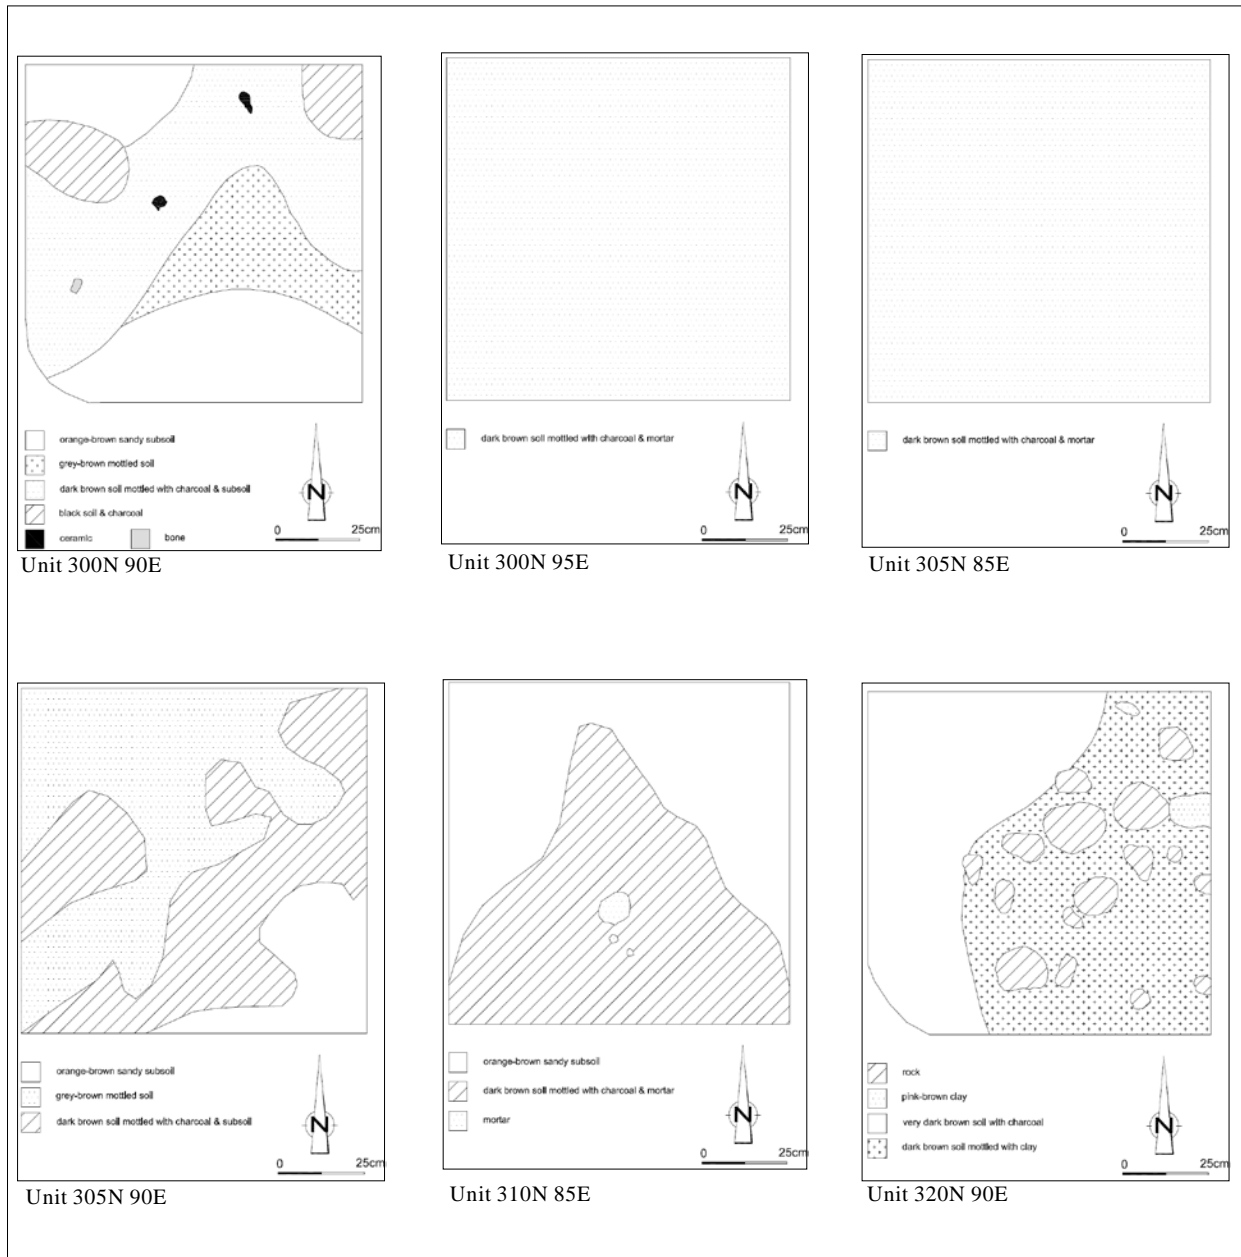 orange-brown sandy subsoil
grey-brown mottled soil
dark brown soil mottled with charcoal & subsoil
black soil & charcoal
ceramic bone
N
0 25cm
Unit 300N 90E
dark brown soil mottled with charcoal & mortar
N
0 25cm
Unit 300N 95E
dark brown soil mottled with charcoal & mortar
N
0 25cm
Unit 305N 85E
orange-brown sandy subsoil
grey-brown mottled soil
dark brown soil mottled with charcoal & subsoil
N
0 25cm
Unit 305N 90E
orange-brown sandy subsoil
dark brown soil mottled with charcoal & mortar
mortar
N
0 25cm
Unit 310N 85E
rock
pink-brown clay
very dark brown soil with charcoal
dark brown soil mottled with clay
N
0 25cm
Unit 320N 90E